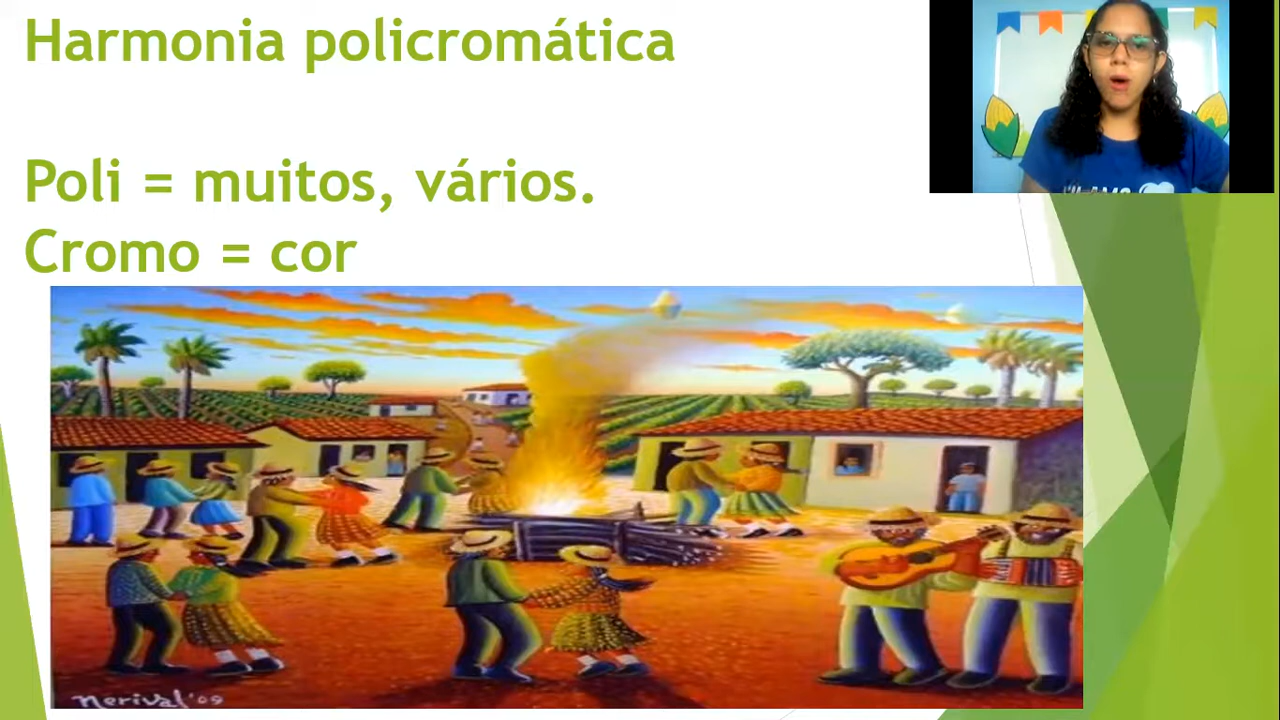 Harmonia policromática
Poli = muitos, vários.
Cromo = cor
Nerival '09